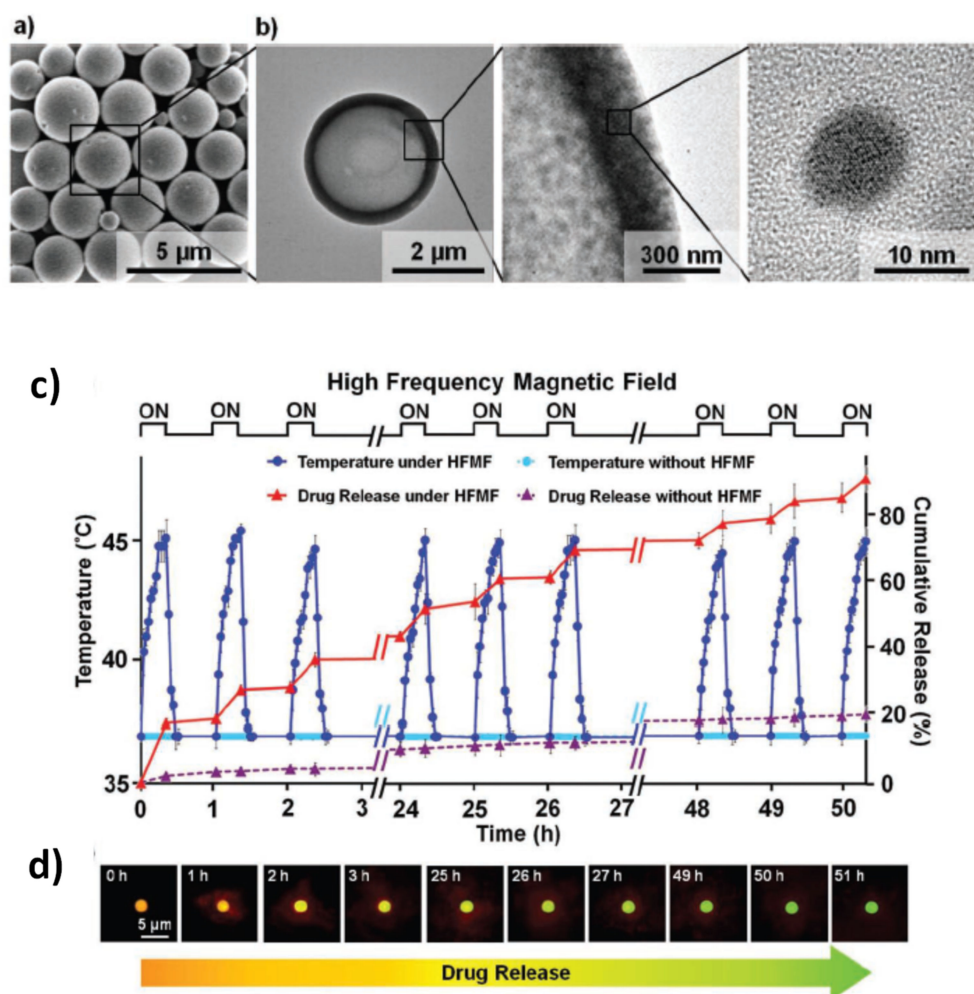 a)
b)
5 µm
2 µm
300 nm
10 nm
c)
High Frequency Magnetic Field
ON ON ON ON ON ON ON ON ON
Temperature under HFMF
Temperature without HFMF
Drug Release under HFMF
Drug Release without HFMF
Temperature (°C)
45
40
35
Cumulative Release (%)
80
60
40
20
0
0 1 2 3 24 25 26 27 48 49 50
Time (h)
d)
0 h 1 h 2 h 3 h 25 h 26 h 27 h 49 h 50 h 51 h
5 µm
Drug Release